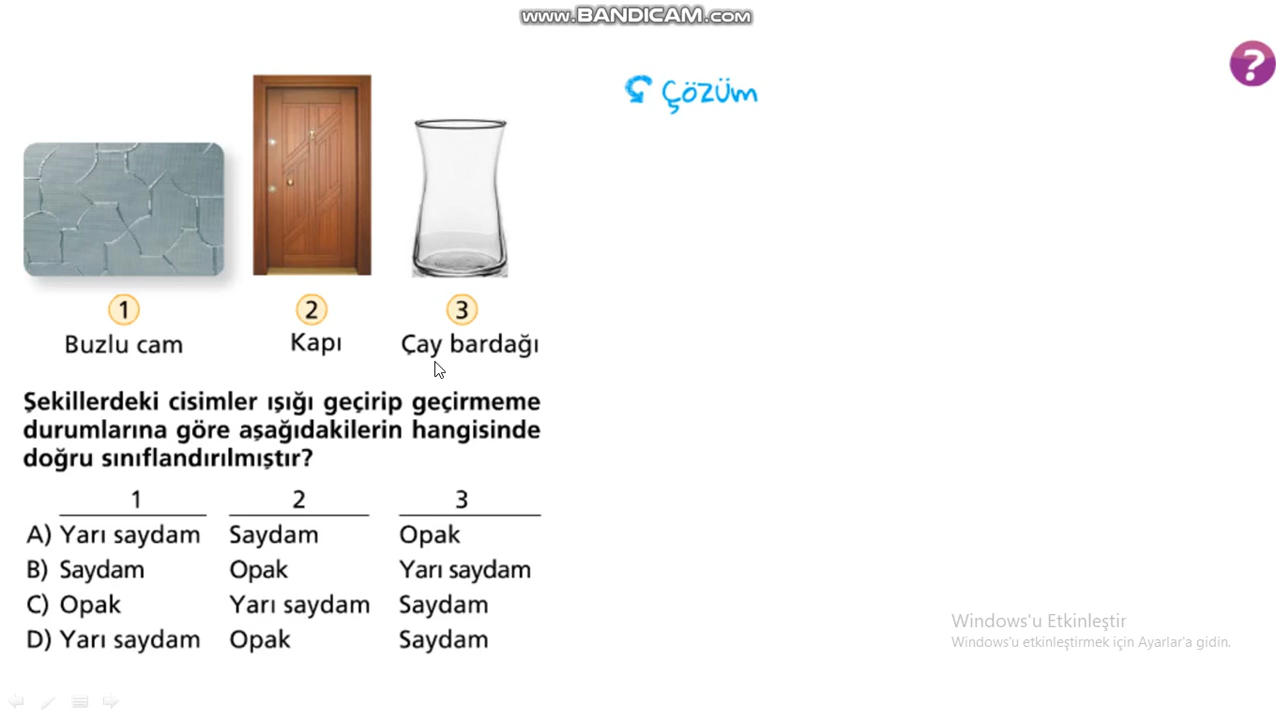 www.BANDICAM.com
?
Çözüm
1 2 3
Buzlu cam Kapı Çay bardağı
Şekillerdeki cisimler ışığı geçirip geçirmeme
durumlarına göre aşağıdakilerin hangisinde
doğru sınıflandırılmıştır?
1 2 3
A) Yarı saydam Saydam Opak
B) Saydam Opak Yarı saydam
C) Opak Yarı saydam Saydam
D) Yarı saydam Opak Saydam
Windows'u Etkinleştir
Windows'u etkinleştirmek için Ayarlar'a gidin.